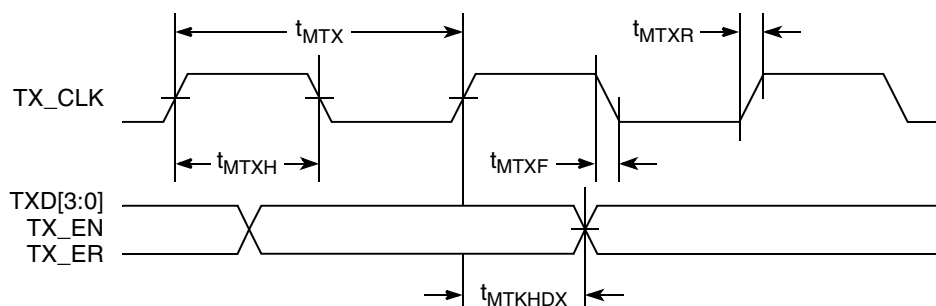 tMTX
tMTXR
TX_CLK
tMTXH
tMTXF
TXD[3:0]
TX_EN
TX_ER
tMTKHDX